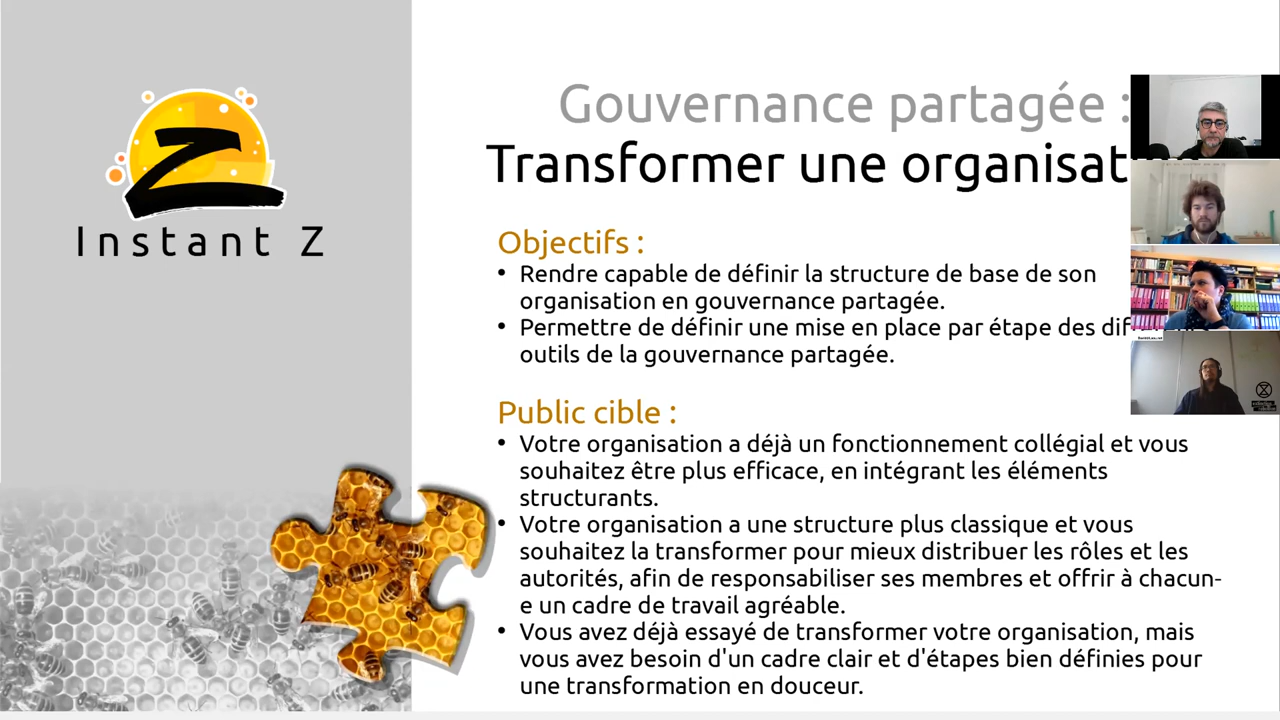 Z
Instant Z
Gouvernance partagée :
Transformer une organisat
Objectifs :
• Rendre capable de définir la structure de base de son
organisation en gouvernance partagée.
• Permettre de définir une mise en place par étape des dif
outils de la gouvernance partagée.
Public cible :
• Votre organisation a déjà un fonctionnement collégial et vous
souhaitez être plus efficace, en intégrant les éléments
structurants.
• Votre organisation a une structure plus classique et vous
souhaitez la transformer pour mieux distribuer les rôles et les
autorités, afin de responsabiliser ses membres et offrir à chacun-
e un cadre de travail agréable.
• Vous avez déjà essayé de transformer votre organisation, mais
vous avez besoin d'un cadre clair et d'étapes bien définies pour
une transformation en douceur.